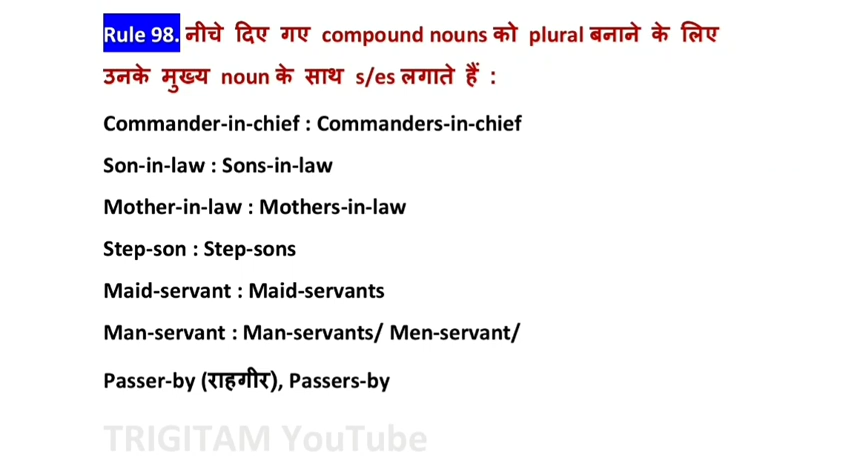 Rule 98. नीचे दिए गए compound nouns को plural बनाने के लिए
उनके मुख्य noun के साथ s/es लगाते हैं :
Commander-in-chief : Commanders-in-chief
Son-in-law : Sons-in-law
Mother-in-law : Mothers-in-law
Step-son : Step-sons
Maid-servant : Maid-servants
Man-servant : Man-servants/ Men-servant/
Passer-by (राहगीर), Passers-by
TRIGITAM YouTube